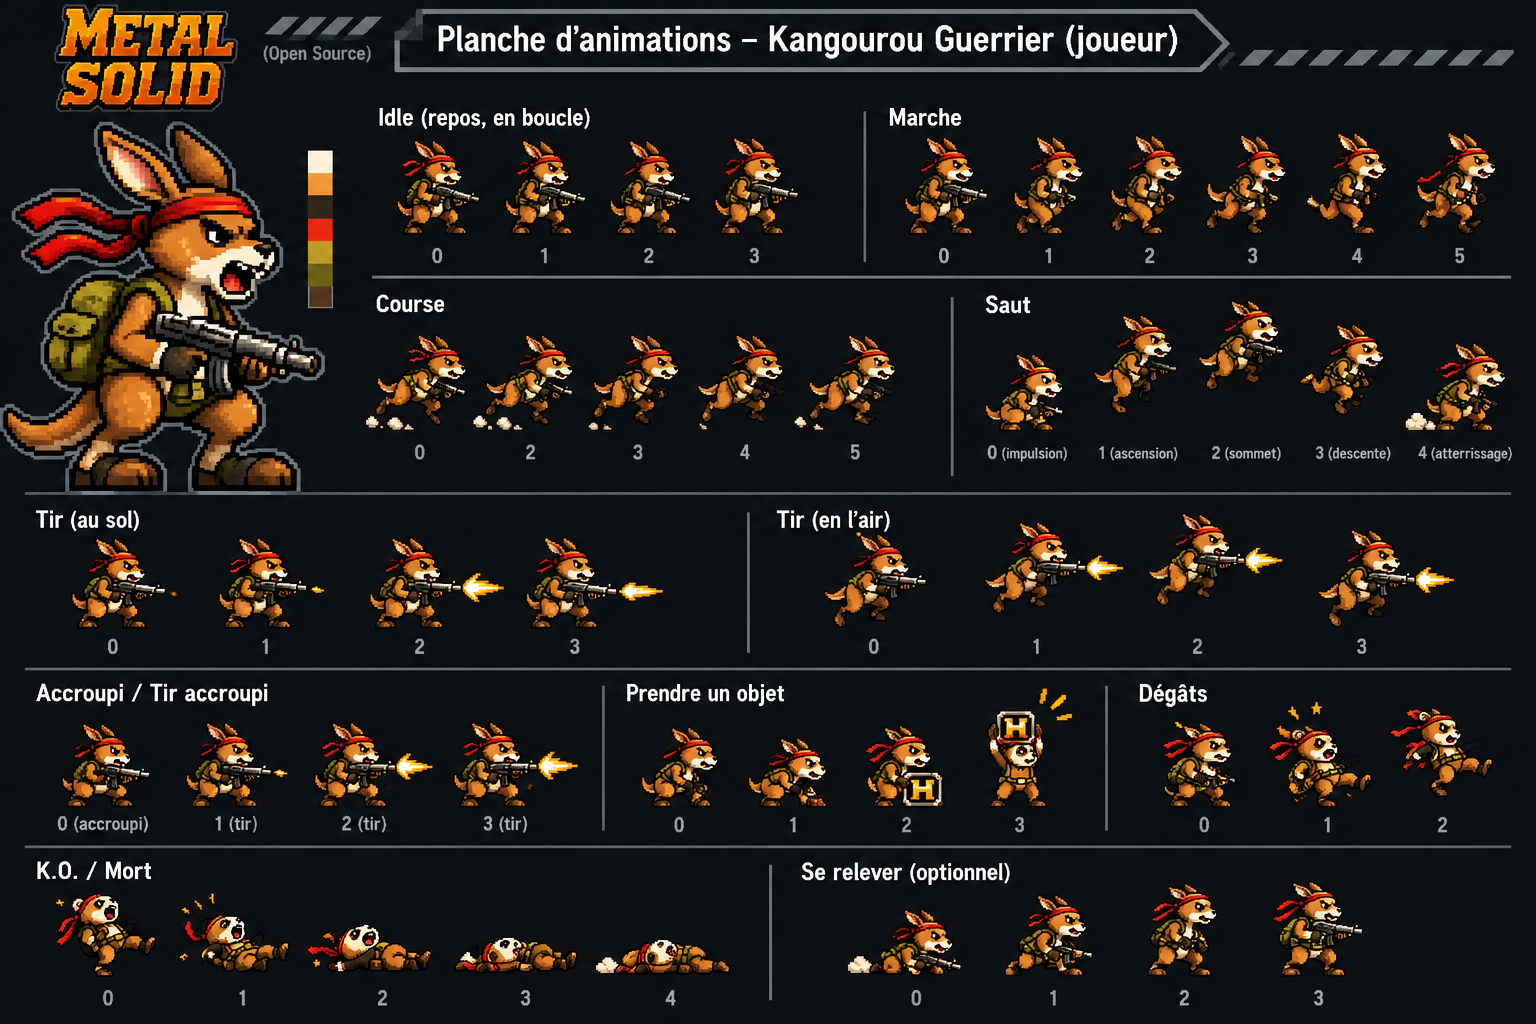 METAL
SOLID
(Open Source)
Planche d'animations – Kangourou Guerrier (joueur)
Idle (repos, en boucle)
0 1 2 3
Marche
0 1 2 3 4 5
Course
0 2 3 4 5
Saut
0 (impulsion) 1 (ascension) 2 (sommet) 3 (descente) 4 (atterrissage)
Tir (au sol)
0 1 2 3
Tir (en l'air)
0 1 2 3
Accroupi / Tir accroupi
0 (accroupi) 1 (tir) 2 (tir) 3 (tir)
Prendre un objet
H
H
0 1 2 3
Dégâts
0 1 2
K.O. / Mort
0 1 2 3 4
Se relever (optionnel)
0 1 2 3